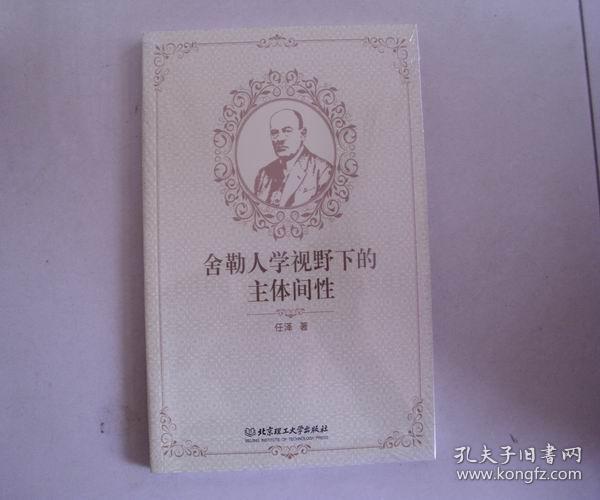 舍勒人学视野下的
主体间性
任泽 著
北京理工大学出版社
BEIJING INSTITUTE OF TECHNOLOGY PRESS
孔夫子旧书网
www.kongfz.com